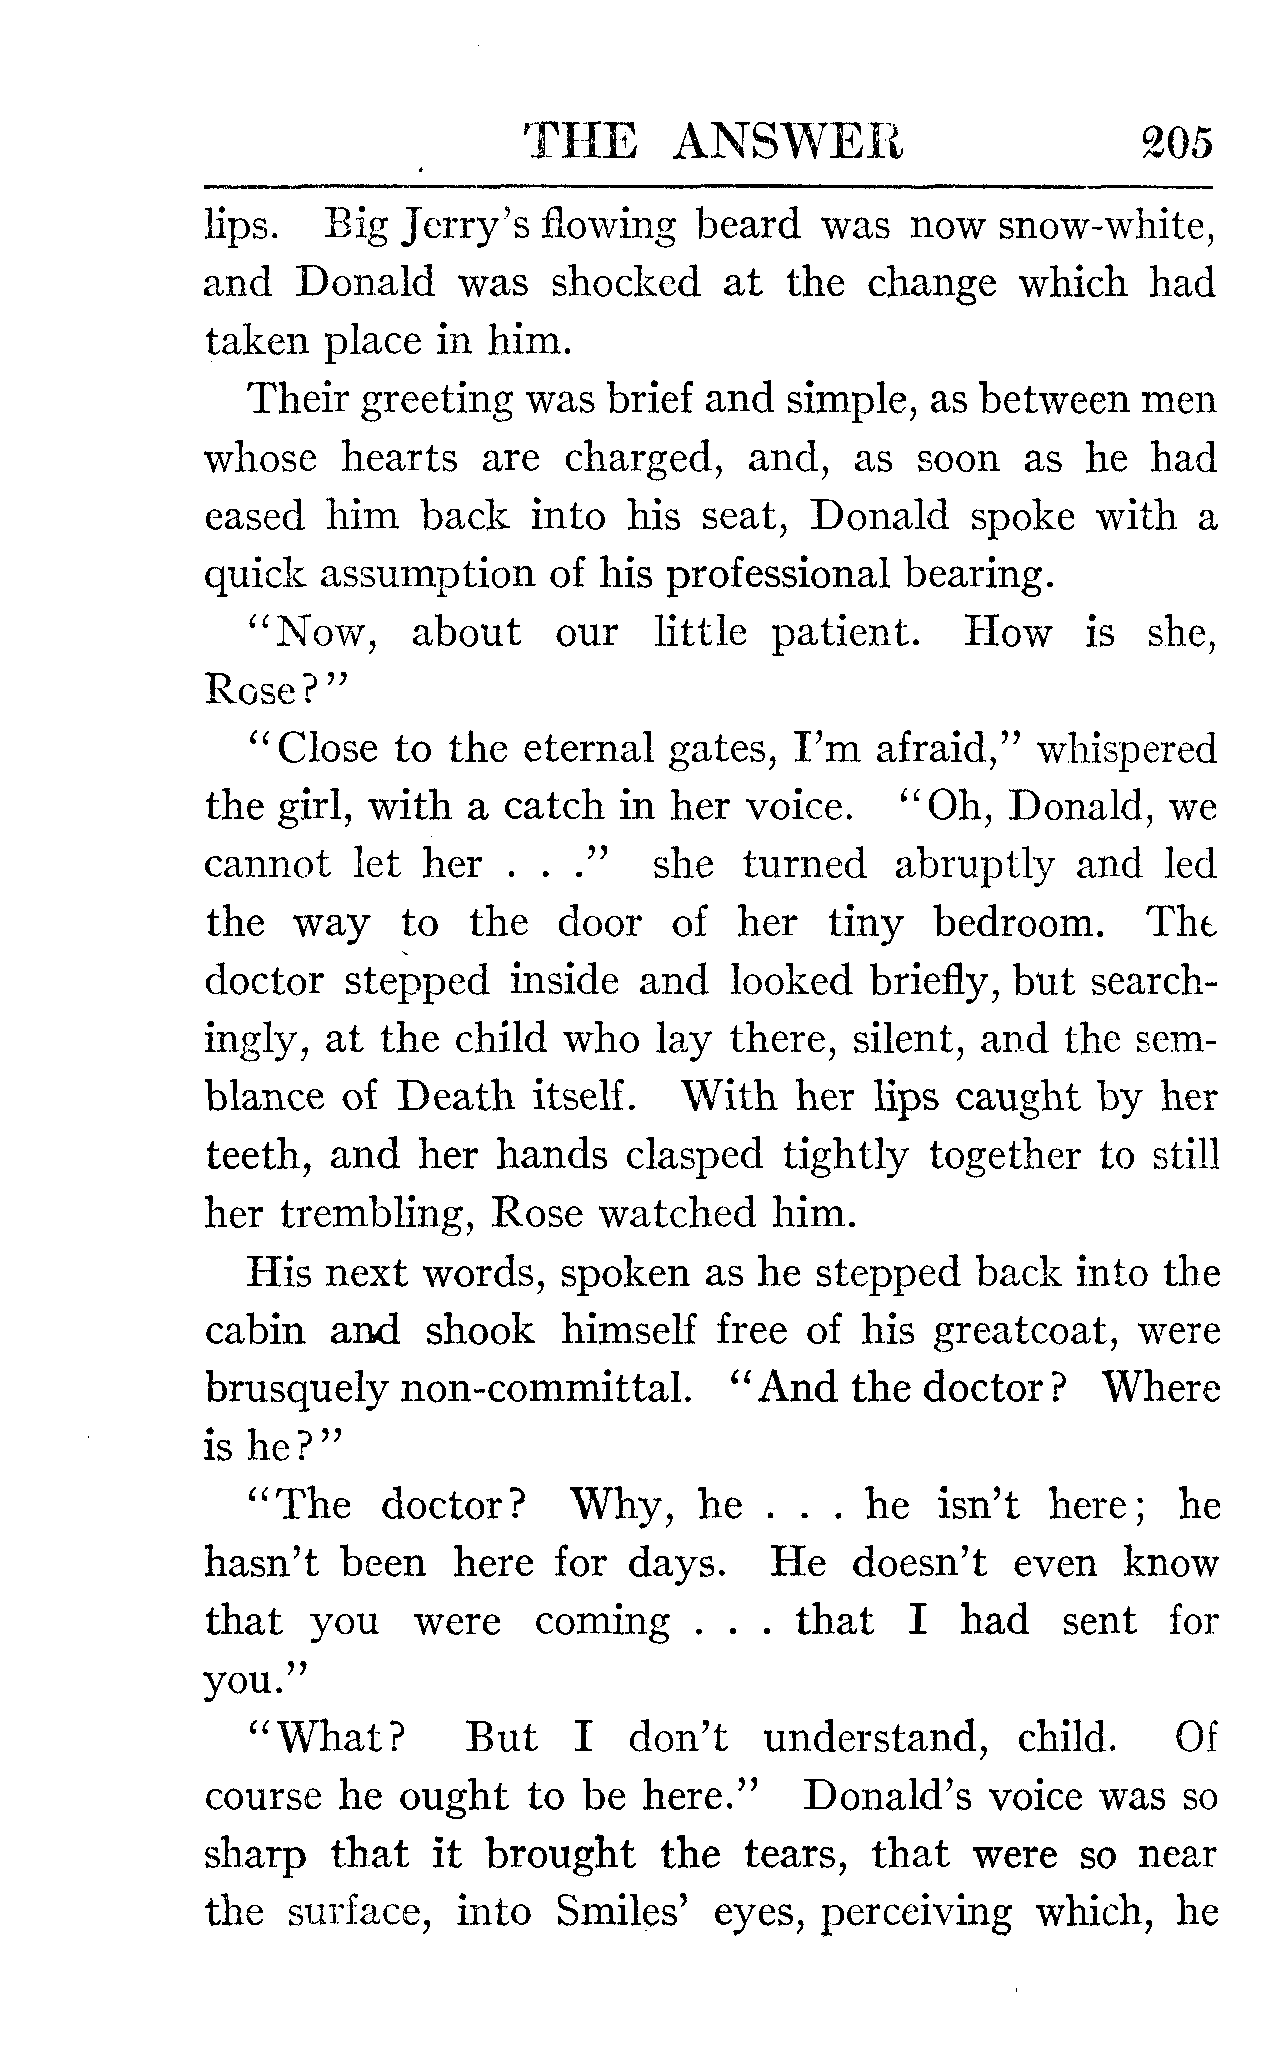 THE ANSWER 205
lips. Big Jerry's flowing beard was now snow-white,
and Donald was shocked at the change which had
taken place in him.
Their greeting was brief and simple, as between men
whose hearts are charged, and, as soon as he had
eased him back into his seat, Donald spoke with a
quick assumption of his professional bearing.
"Now, about our little patient. How is she,
Rose?"
"Close to the eternal gates, I'm afraid," whispered
the girl, with a catch in her voice. "Oh, Donald, we
cannot let her . . ." she turned abruptly and led
the way to the door of her tiny bedroom. The
doctor stepped inside and looked briefly, but search-
ingly, at the child who lay there, silent, and the sem-
blance of Death itself. With her lips caught by her
teeth, and her hands clasped tightly together to still
her trembling, Rose watched him.
His next words, spoken as he stepped back into the
cabin and shook himself free of his greatcoat, were
brusquely non-committal. "And the doctor? Where
is he?"
"The doctor? Why, he . . . he isn't here; he
hasn't been here for days. He doesn't even know
that you were coming . . . that I had sent for
you."
"What? But I don't understand, child. Of
course he ought to be here." Donald's voice was so
sharp that it brought the tears, that were so near
the surface, into Smiles' eyes, perceiving which, he